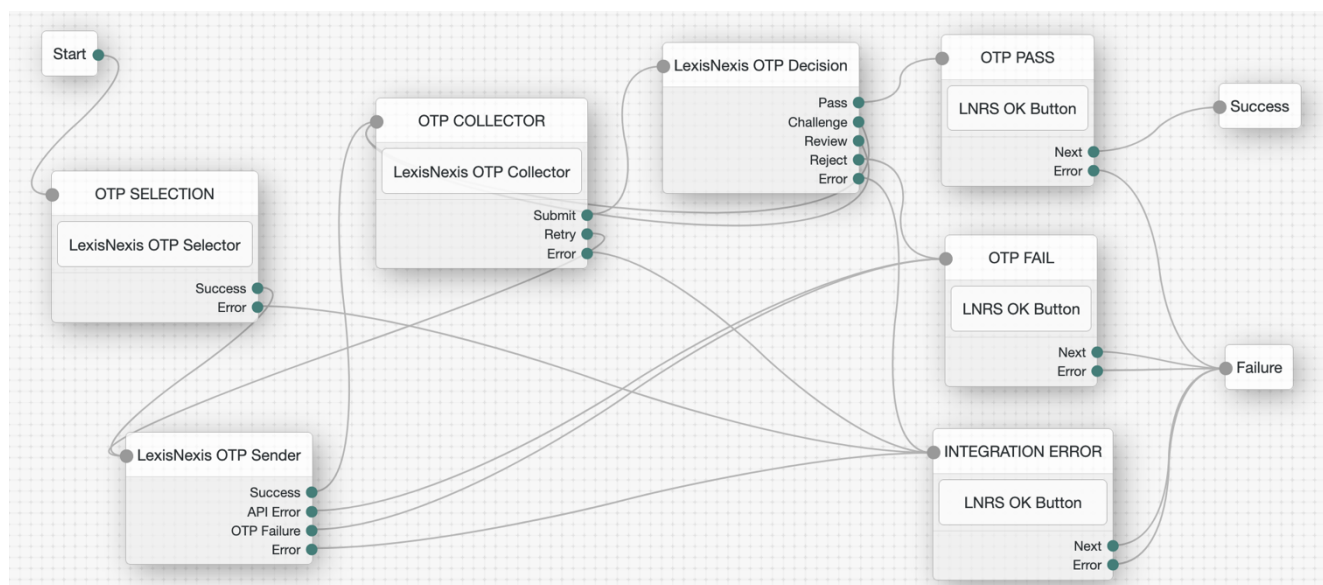 Start
OTP SELECTION
LexisNexis OTP Selector
Success
Error
LexisNexis OTP Sender
Success
API Error
OTP Failure
Error
OTP COLLECTOR
LexisNexis OTP Collector
Submit
Retry
Error
LexisNexis OTP Decision
Pass
Challenge
Review
Reject
Error
OTP PASS
LNRS OK Button
Next
Error
OTP FAIL
LNRS OK Button
Next
Error
INTEGRATION ERROR
LNRS OK Button
Next
Error
Success
Failure